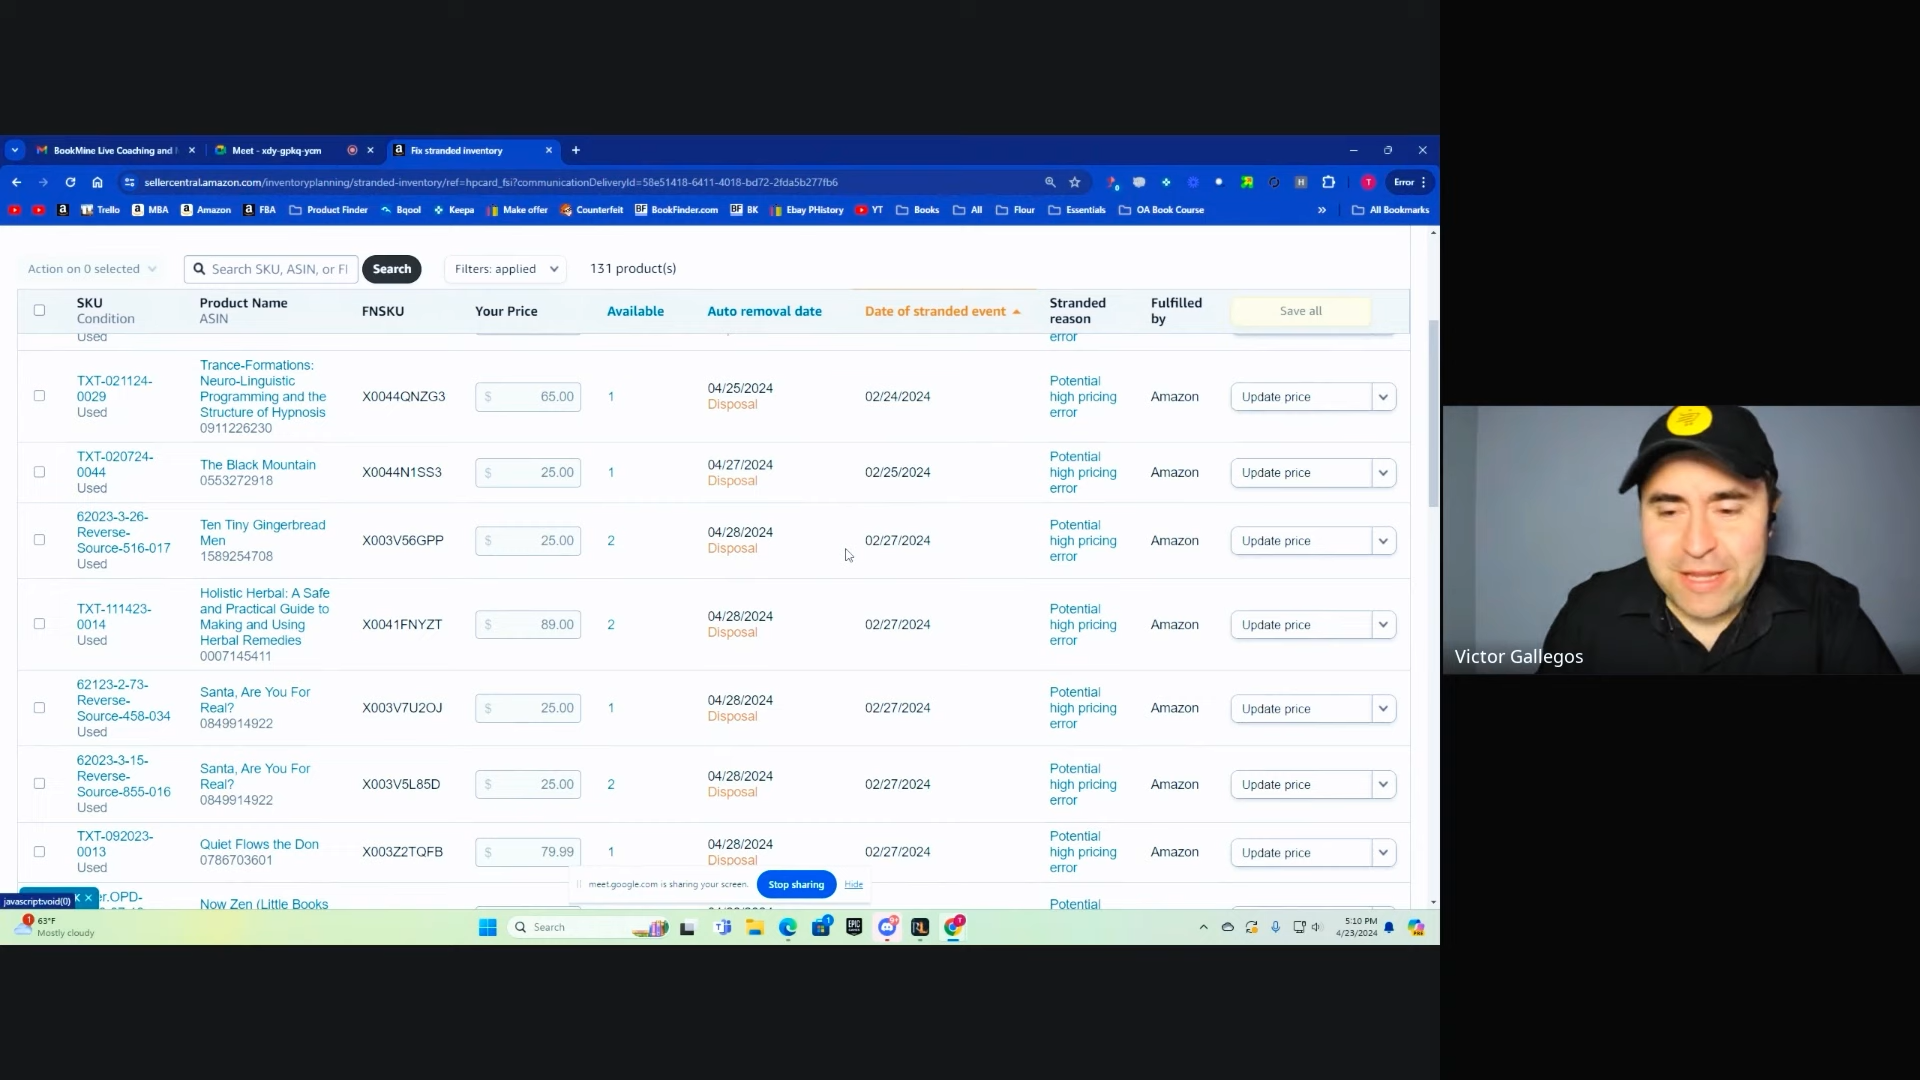 BookMine Live Coaching and
Meet - xdy-gpkq-ycm
Fix stranded inventory
sellercentral.amazon.com/inventoryplanning/stranded-inventory/ref=hpcard_fsi?communicationDeliveryId=58e51418-6411-4018-bd72-2fda5b277fb6
Error
Trello MBA Amazon FBA Product Finder Bqool Keepa Make offer Counterfeit BookFinder.com BK Ebay PHistory YT Books All Flour Essentials OA Book Course » All Bookmarks
Action on 0 selected
Search SKU, ASIN, or FI
Search
Filters: applied
131 product(s)
SKU
Condition
Product Name
ASIN
FNSKU
Your Price
Available
Auto removal date
Date of stranded event
Stranded
reason
Fulfilled
by
Save all
Used
error
TXT-021124-
0029
Used
Trance-Formations:
Neuro-Linguistic
Programming and the
Structure of Hypnosis
0911226230
X0044QNZG3
$ 65.00
1
04/25/2024
Disposal
02/24/2024
Potential
high pricing
error
Amazon
Update price
TXT-020724-
0044
Used
The Black Mountain
0553272918
X0044N1SS3
$ 25.00
1
04/27/2024
Disposal
02/25/2024
Potential
high pricing
error
Amazon
Update price
62023-3-26-
Reverse-
Source-516-017
Used
Ten Tiny Gingerbread
Men
1589254708
X003V56GPP
$ 25.00
2
04/28/2024
Disposal
02/27/2024
Potential
high pricing
error
Amazon
Update price
TXT-111423-
0014
Used
Holistic Herbal: A Safe
and Practical Guide to
Making and Using
Herbal Remedies
0007145411
X0041FNYZT
$ 89.00
2
04/28/2024
Disposal
02/27/2024
Potential
high pricing
error
Amazon
Update price
62123-2-73-
Reverse-
Source-458-034
Used
Santa, Are You For
Real?
0849914922
X003V7U2OJ
$ 25.00
1
04/28/2024
Disposal
02/27/2024
Potential
high pricing
error
Amazon
Update price
62023-3-15-
Reverse-
Source-855-016
Used
Santa, Are You For
Real?
0849914922
X003V5L85D
$ 25.00
2
04/28/2024
Disposal
02/27/2024
Potential
high pricing
error
Amazon
Update price
TXT-092023-
0013
Used
Quiet Flows the Don
0786703601
X003Z2TQFB
$ 79.99
1
04/28/2024
Disposal
02/27/2024
Potential
high pricing
error
Amazon
Update price
er.OPD-
Now Zen (Little Books
Potential
meet.google.com is sharing your screen.
Stop sharing
Hide
javascript:void(0)
63°F
Mostly cloudy
Search
5:10 PM
4/23/2024
Victor Gallegos